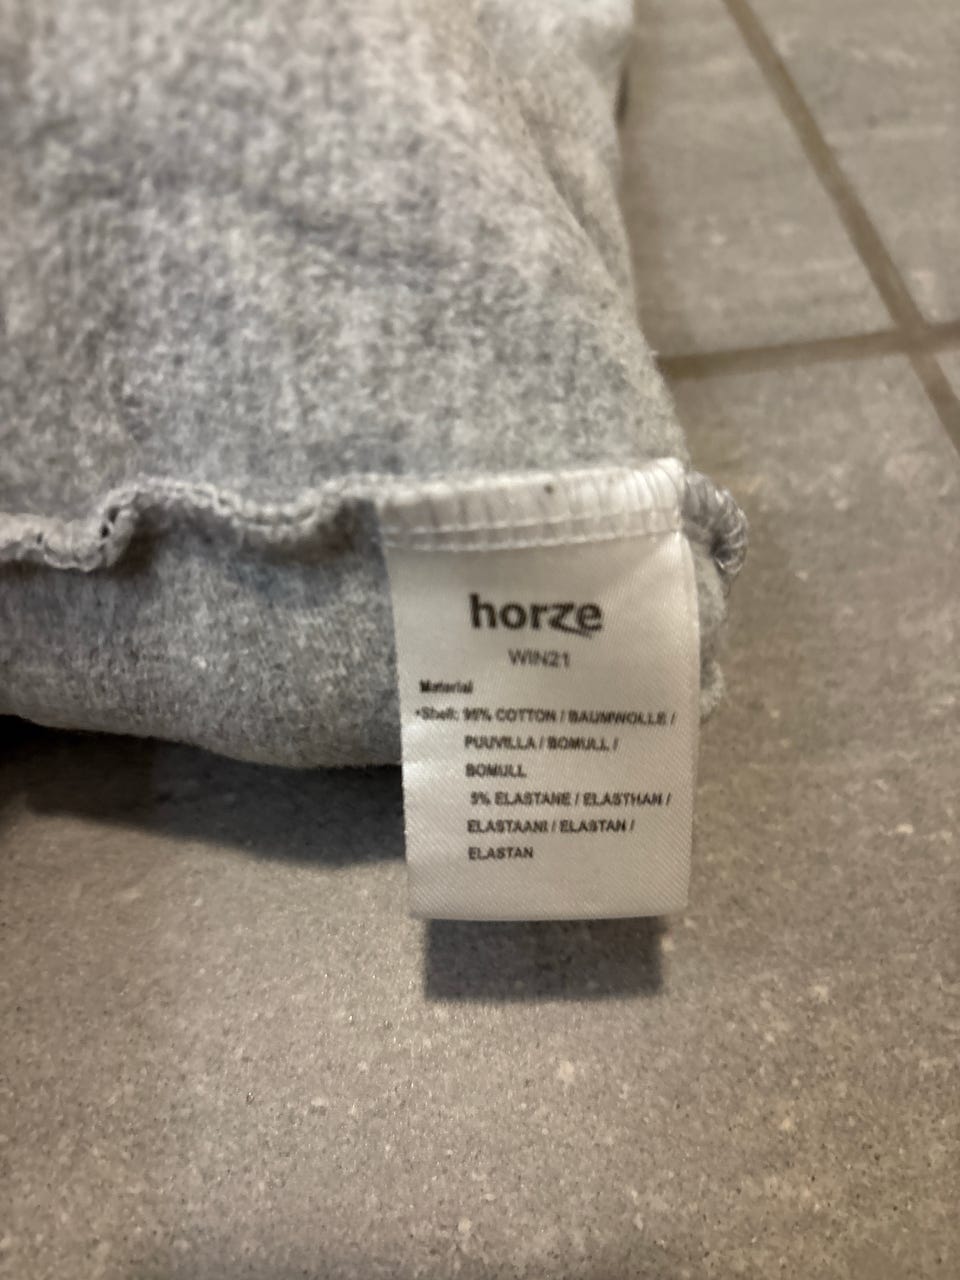 horze
WIN21
Material
*Shell: 95% COTTON / BAUMWOLLE /
PUUVILLA / BOMULL /
BOMULL
5% ELASTANE / ELASTHAN /
ELASTAANI / ELASTAN /
ELASTAN